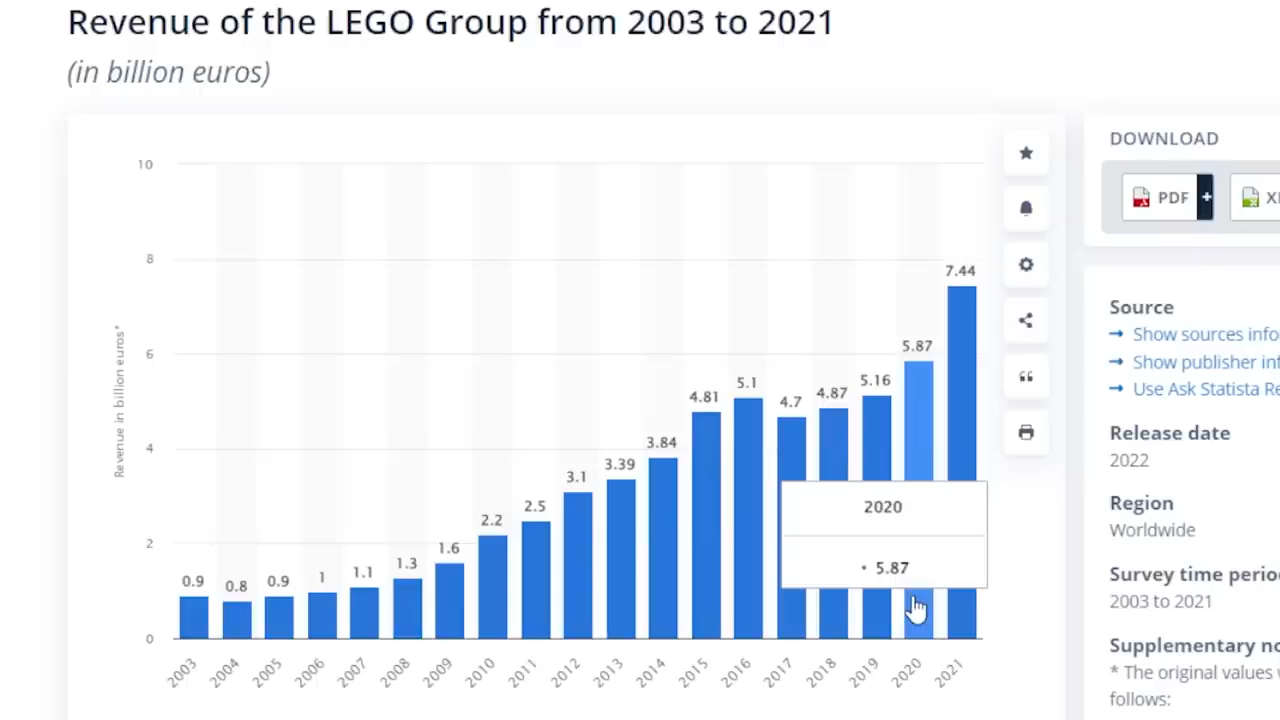 Revenue of the LEGO Group from 2003 to 2021
(in billion euros)
Revenue in billion euros*
10
8
6
4
2
0
0.9
0.8
0.9
1
1.1
1.3
1.6
2.2
2.5
3.1
3.39
3.84
4.81
5.1
4.7
4.87
5.16
5.87
7.44
2020
• 5.87
2003
2004
2005
2006
2007
2008
2009
2010
2011
2012
2013
2014
2015
2016
2017
2018
2019
2020
2021
DOWNLOAD
PDF +
Source
→ Show sources info
→ Show publisher inf
→ Use Ask Statista Re
Release date
2022
Region
Worldwide
Survey time perio
2003 to 2021
Supplementary no
* The original values
follows: